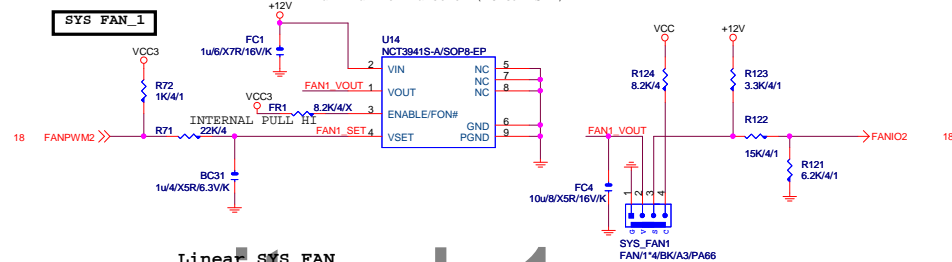 SYS FAN_1
+12V
FC1
1u/6/X7R/16V/K
U14
NCT3941S-A/SOP8-EP
VCC3
R72
1K/4/1
2 VIN
NC 5
NC 7
NC 8
FAN1_VOUT 1 VOUT
VCC3
FR1 8.2K/4/X
3 ENABLE/FON#
INTERNAL PULL HI
GND 6
PGND 9
18 FANPWM2
R71 22K/4
FAN1_SET 4 VSET
BC31
1u/4/X5R/6.3V/K
VCC
+12V
R124
8.2K/4
R123
3.3K/4/1
FAN1_VOUT
R122
15K/4/1
FANIO2 18
R121
6.2K/4/1
FC4
10u/8/X5R/16V/K
1 2 3 4
G V S C
SYS_FAN1
FAN/1*4/BK/A3/PA66
Linear SYS FAN